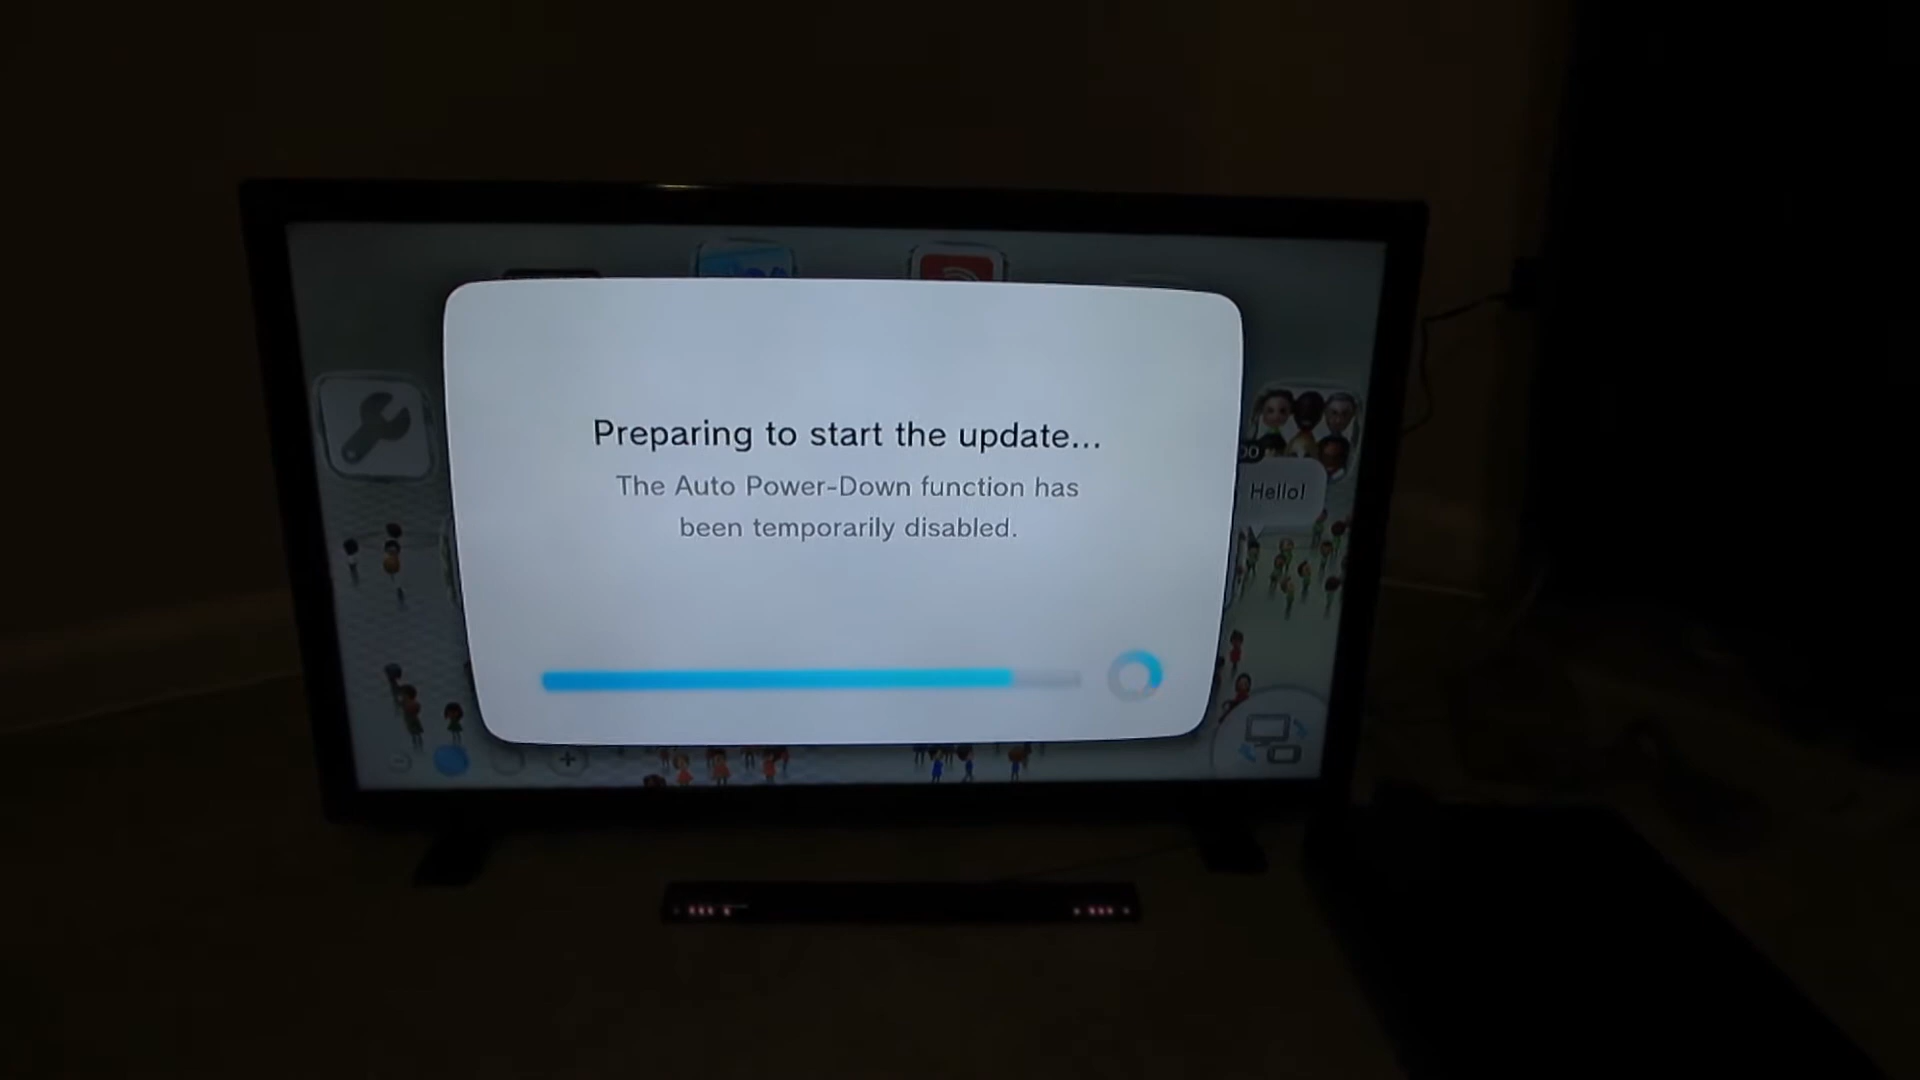 Preparing to start the update...
The Auto Power-Down function has
been temporarily disabled.
Hello!